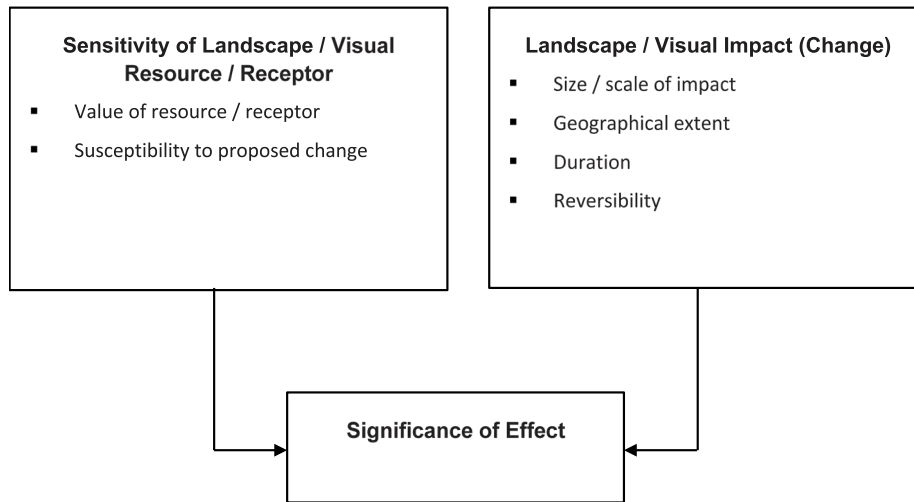 Sensitivity of Landscape / Visual
Resource / Receptor
▪ Value of resource / receptor
▪ Susceptibility to proposed change
Landscape / Visual Impact (Change)
▪ Size / scale of impact
▪ Geographical extent
▪ Duration
▪ Reversibility
Significance of Effect